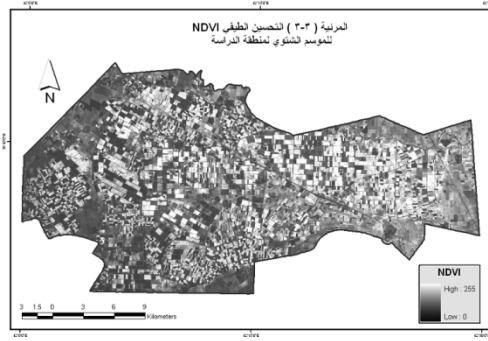 المرئية ( ٣-٣ ) التحسين الطيفي NDVI
للموسم الشتوي لمنطقة الدراسة
N
NDVI
High : 255
Low : 0
3 1.5 0 3 6 9
Kilometers